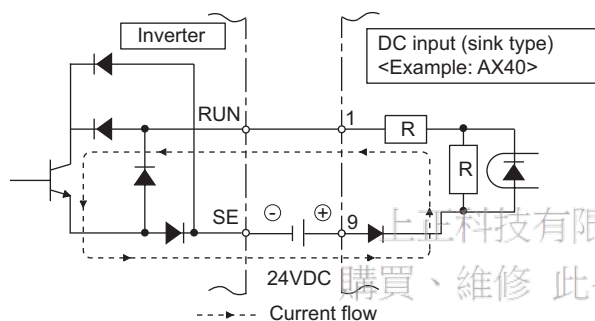 Inverter
DC input (sink type)
<Example: AX40>
RUN
1
R
R
SE
⊖
⊕
9
24VDC
Current flow
上正科技有限
購買、維修 此